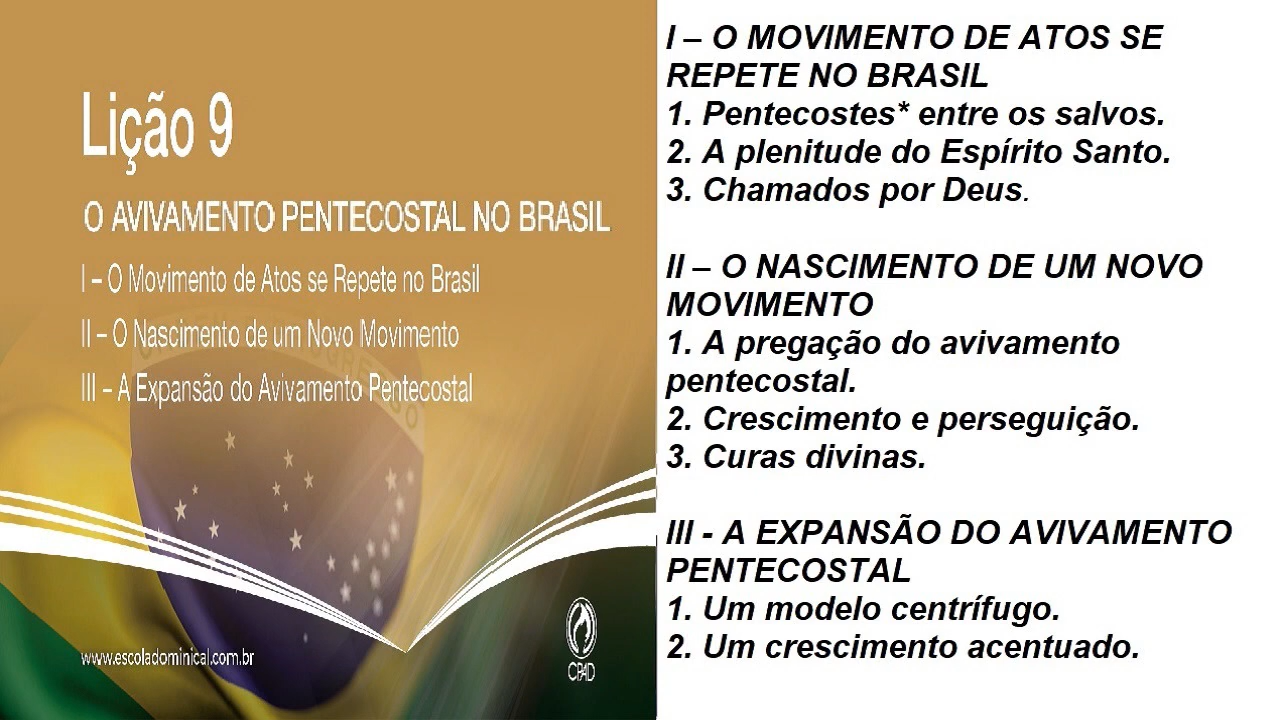 Lição 9
O AVIVAMENTO PENTECOSTAL NO BRASIL
I – O Movimento de Atos se Repete no Brasil
II – O Nascimento de um Novo Movimento
III – A Expansão do Avivamento Pentecostal
www.escoladominical.com.br
CPAD
I – O MOVIMENTO DE ATOS SE
REPETE NO BRASIL
1. Pentecostes* entre os salvos.
2. A plenitude do Espírito Santo.
3. Chamados por Deus.
II – O NASCIMENTO DE UM NOVO
MOVIMENTO
1. A pregação do avivamento
pentecostal.
2. Crescimento e perseguição.
3. Curas divinas.
III - A EXPANSÃO DO AVIVAMENTO
PENTECOSTAL
1. Um modelo centrífugo.
2. Um crescimento acentuado.